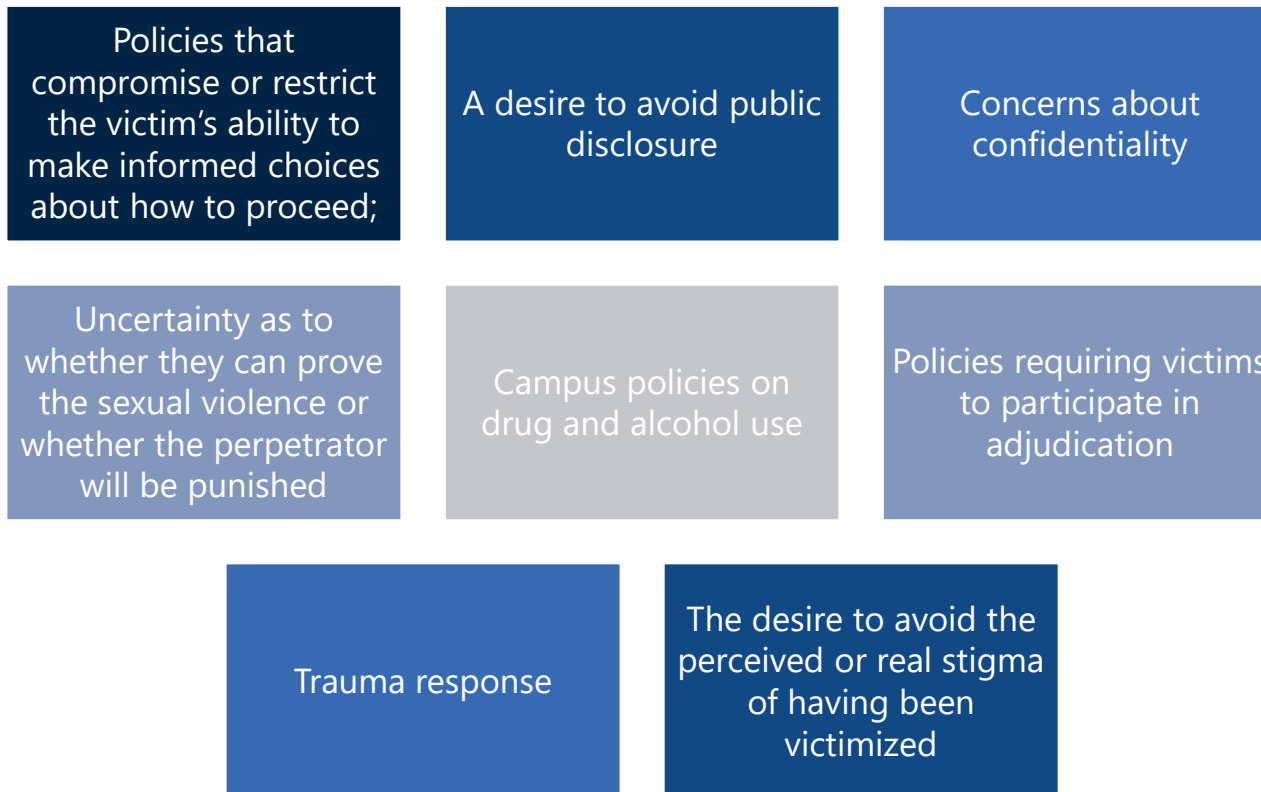 Policies that
compromise or restrict
the victim’s ability to
make informed choices
about how to proceed;
A desire to avoid public
disclosure
Concerns about
confidentiality
Uncertainty as to
whether they can prove
the sexual violence or
whether the perpetrator
will be punished
Campus policies on
drug and alcohol use
Policies requiring victims
to participate in
adjudication
Trauma response
The desire to avoid the
perceived or real stigma
of having been
victimized